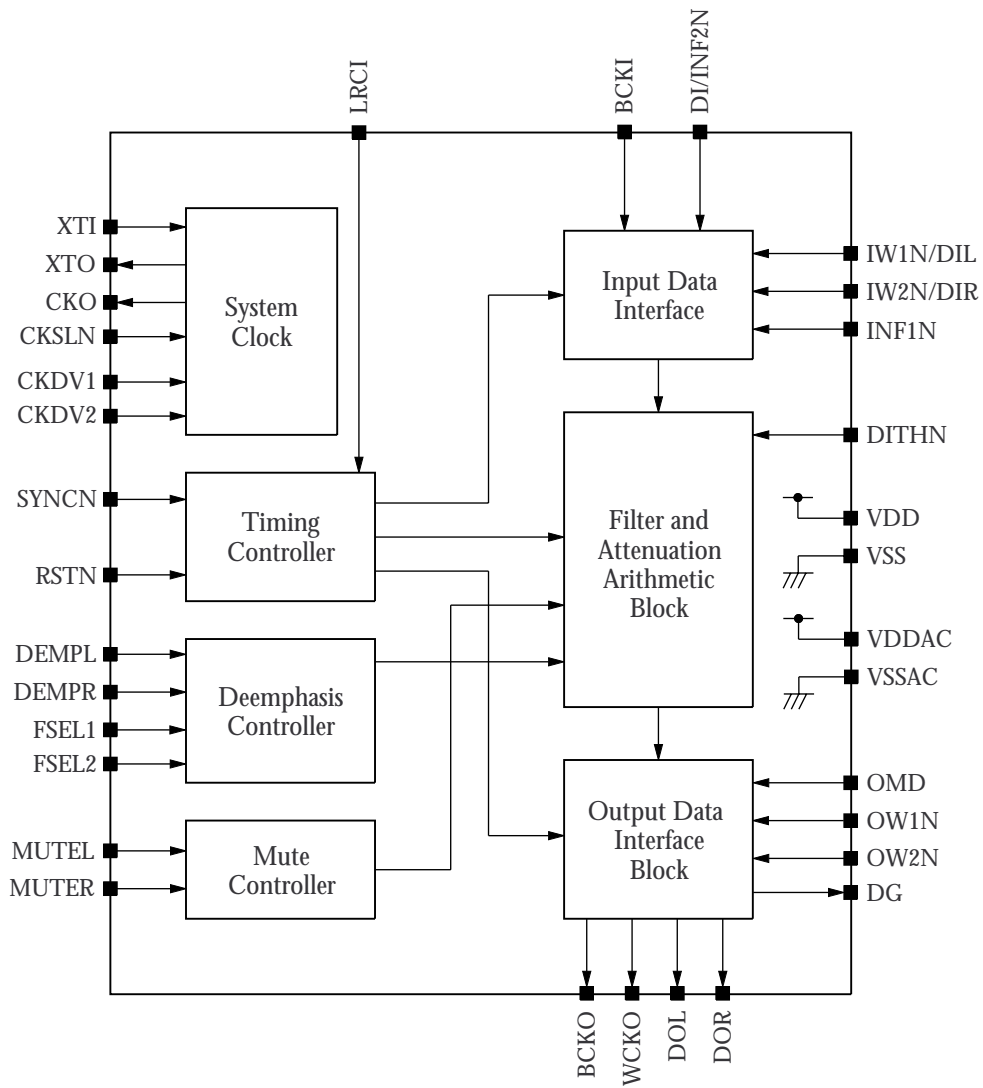 LRCI
BCKI
DI/INF2N
XTI
XTO
CKO
CKSLN
CKDV1
CKDV2
System
Clock
Input Data
Interface
IW1N/DIL
IW2N/DIR
INF1N
SYNCN
RSTN
Timing
Controller
Filter and
Attenuation
Arithmetic
Block
DITHN
VDD
VSS
VDDAC
VSSAC
DEMPL
DEMPR
FSEL1
FSEL2
Deemphasis
Controller
MUTEL
MUTER
Mute
Controller
Output Data
Interface
Block
OMD
OW1N
OW2N
DG
BCKO
WCKO
DOL
DOR